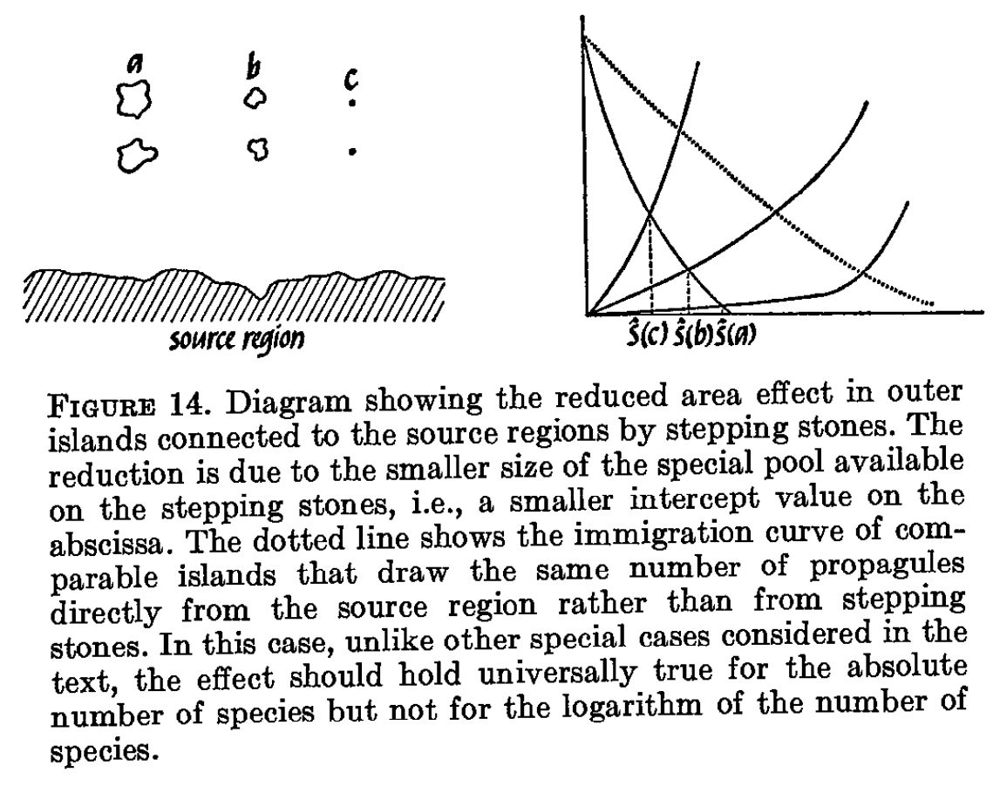 a b c
source region
ŝ(c) ŝ(b) ŝ(a)
FIGURE 14. Diagram showing the reduced area effect in outer
islands connected to the source regions by stepping stones. The
reduction is due to the smaller size of the special pool available
on the stepping stones, i.e., a smaller intercept value on the
abscissa. The dotted line shows the immigration curve of com-
parable islands that draw the same number of propagules
directly from the source region rather than from stepping
stones. In this case, unlike other special cases considered in the
text, the effect should hold universally true for the absolute
number of species but not for the logarithm of the number of
species.